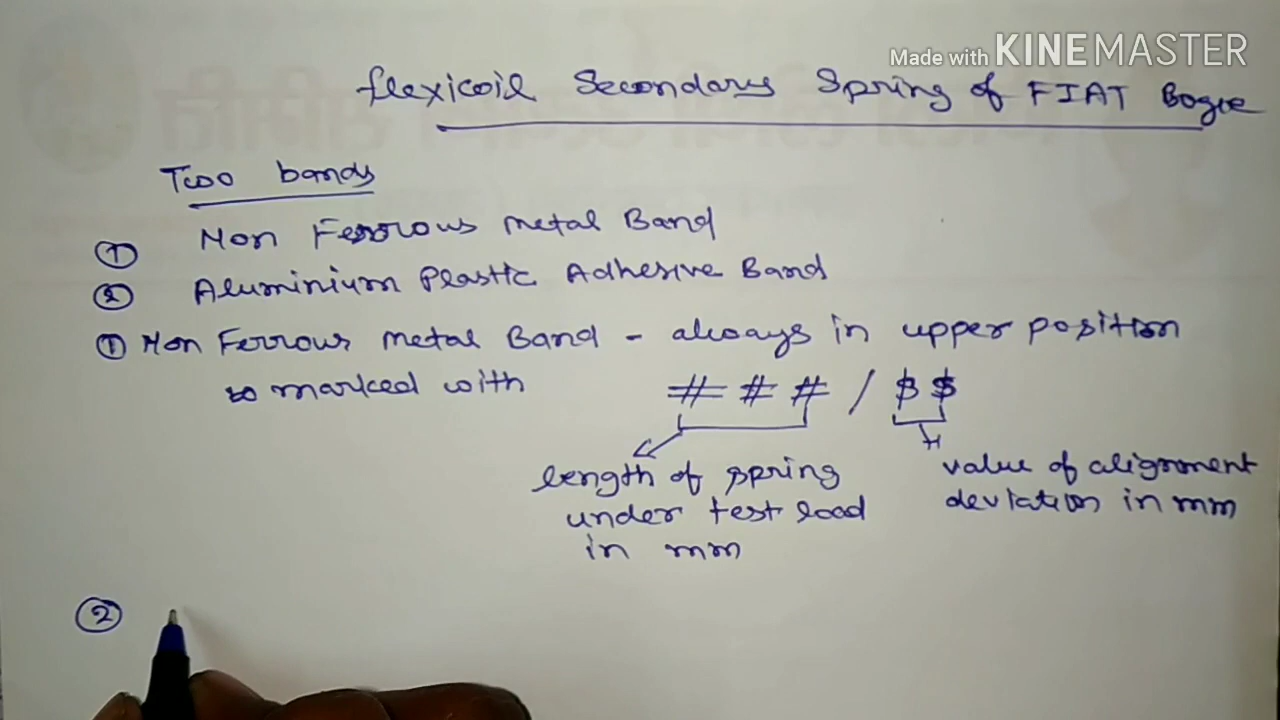 Made with KINEMASTER
flexicoil Secondary Spring of FIAT Bogie
Two bands
① Non Ferrous metal Band
② Aluminium Plastic Adhesive Band
① Non Ferrous metal Band - always in upper position
so marked with ### / $$
length of spring
under test load
in mm
value of alignment
deviation in mm
②